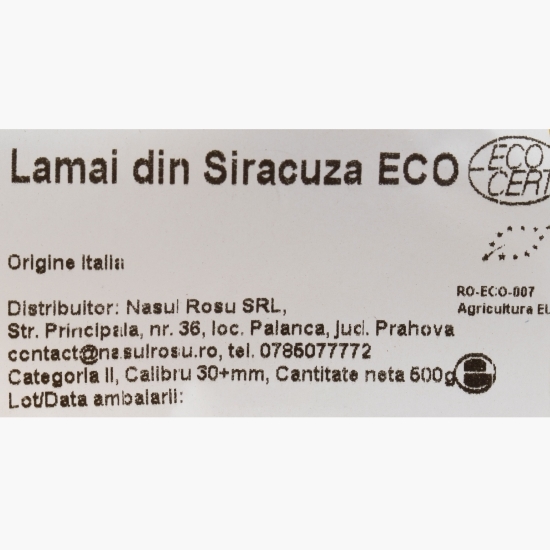 Lamai din Siracuza ECO
ECO
CERT
Origine Italia
RO-ECO-007
Agricultura EU
Distribuitor: Nasul Rosu SRL,
Str. Principala, nr. 36, loc. Palanca, jud. Prahova
contact@nasulrosu.ro, tel. 0785077772
Categoria II, Calibru 30+mm, Cantitate neta 500g
Lot/Data ambalarii: